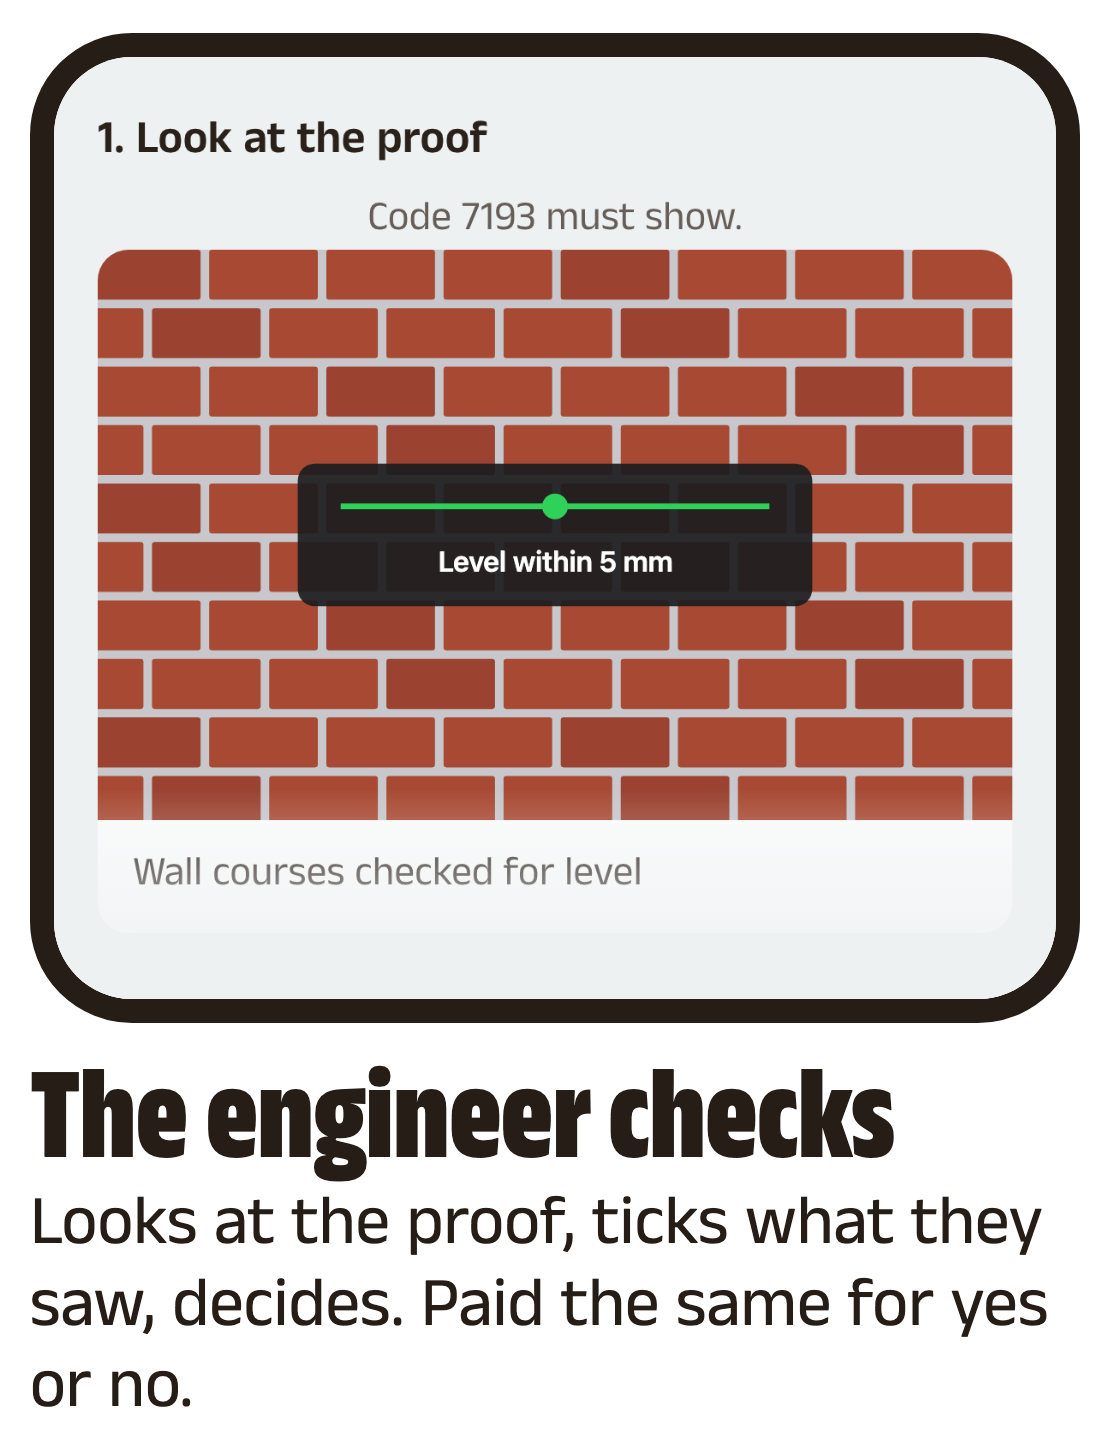 1. Look at the proof
Code 7193 must show.
Level within 5 mm
Wall courses checked for level
The engineer checks
Looks at the proof, ticks what they
saw, decides. Paid the same for yes
or no.